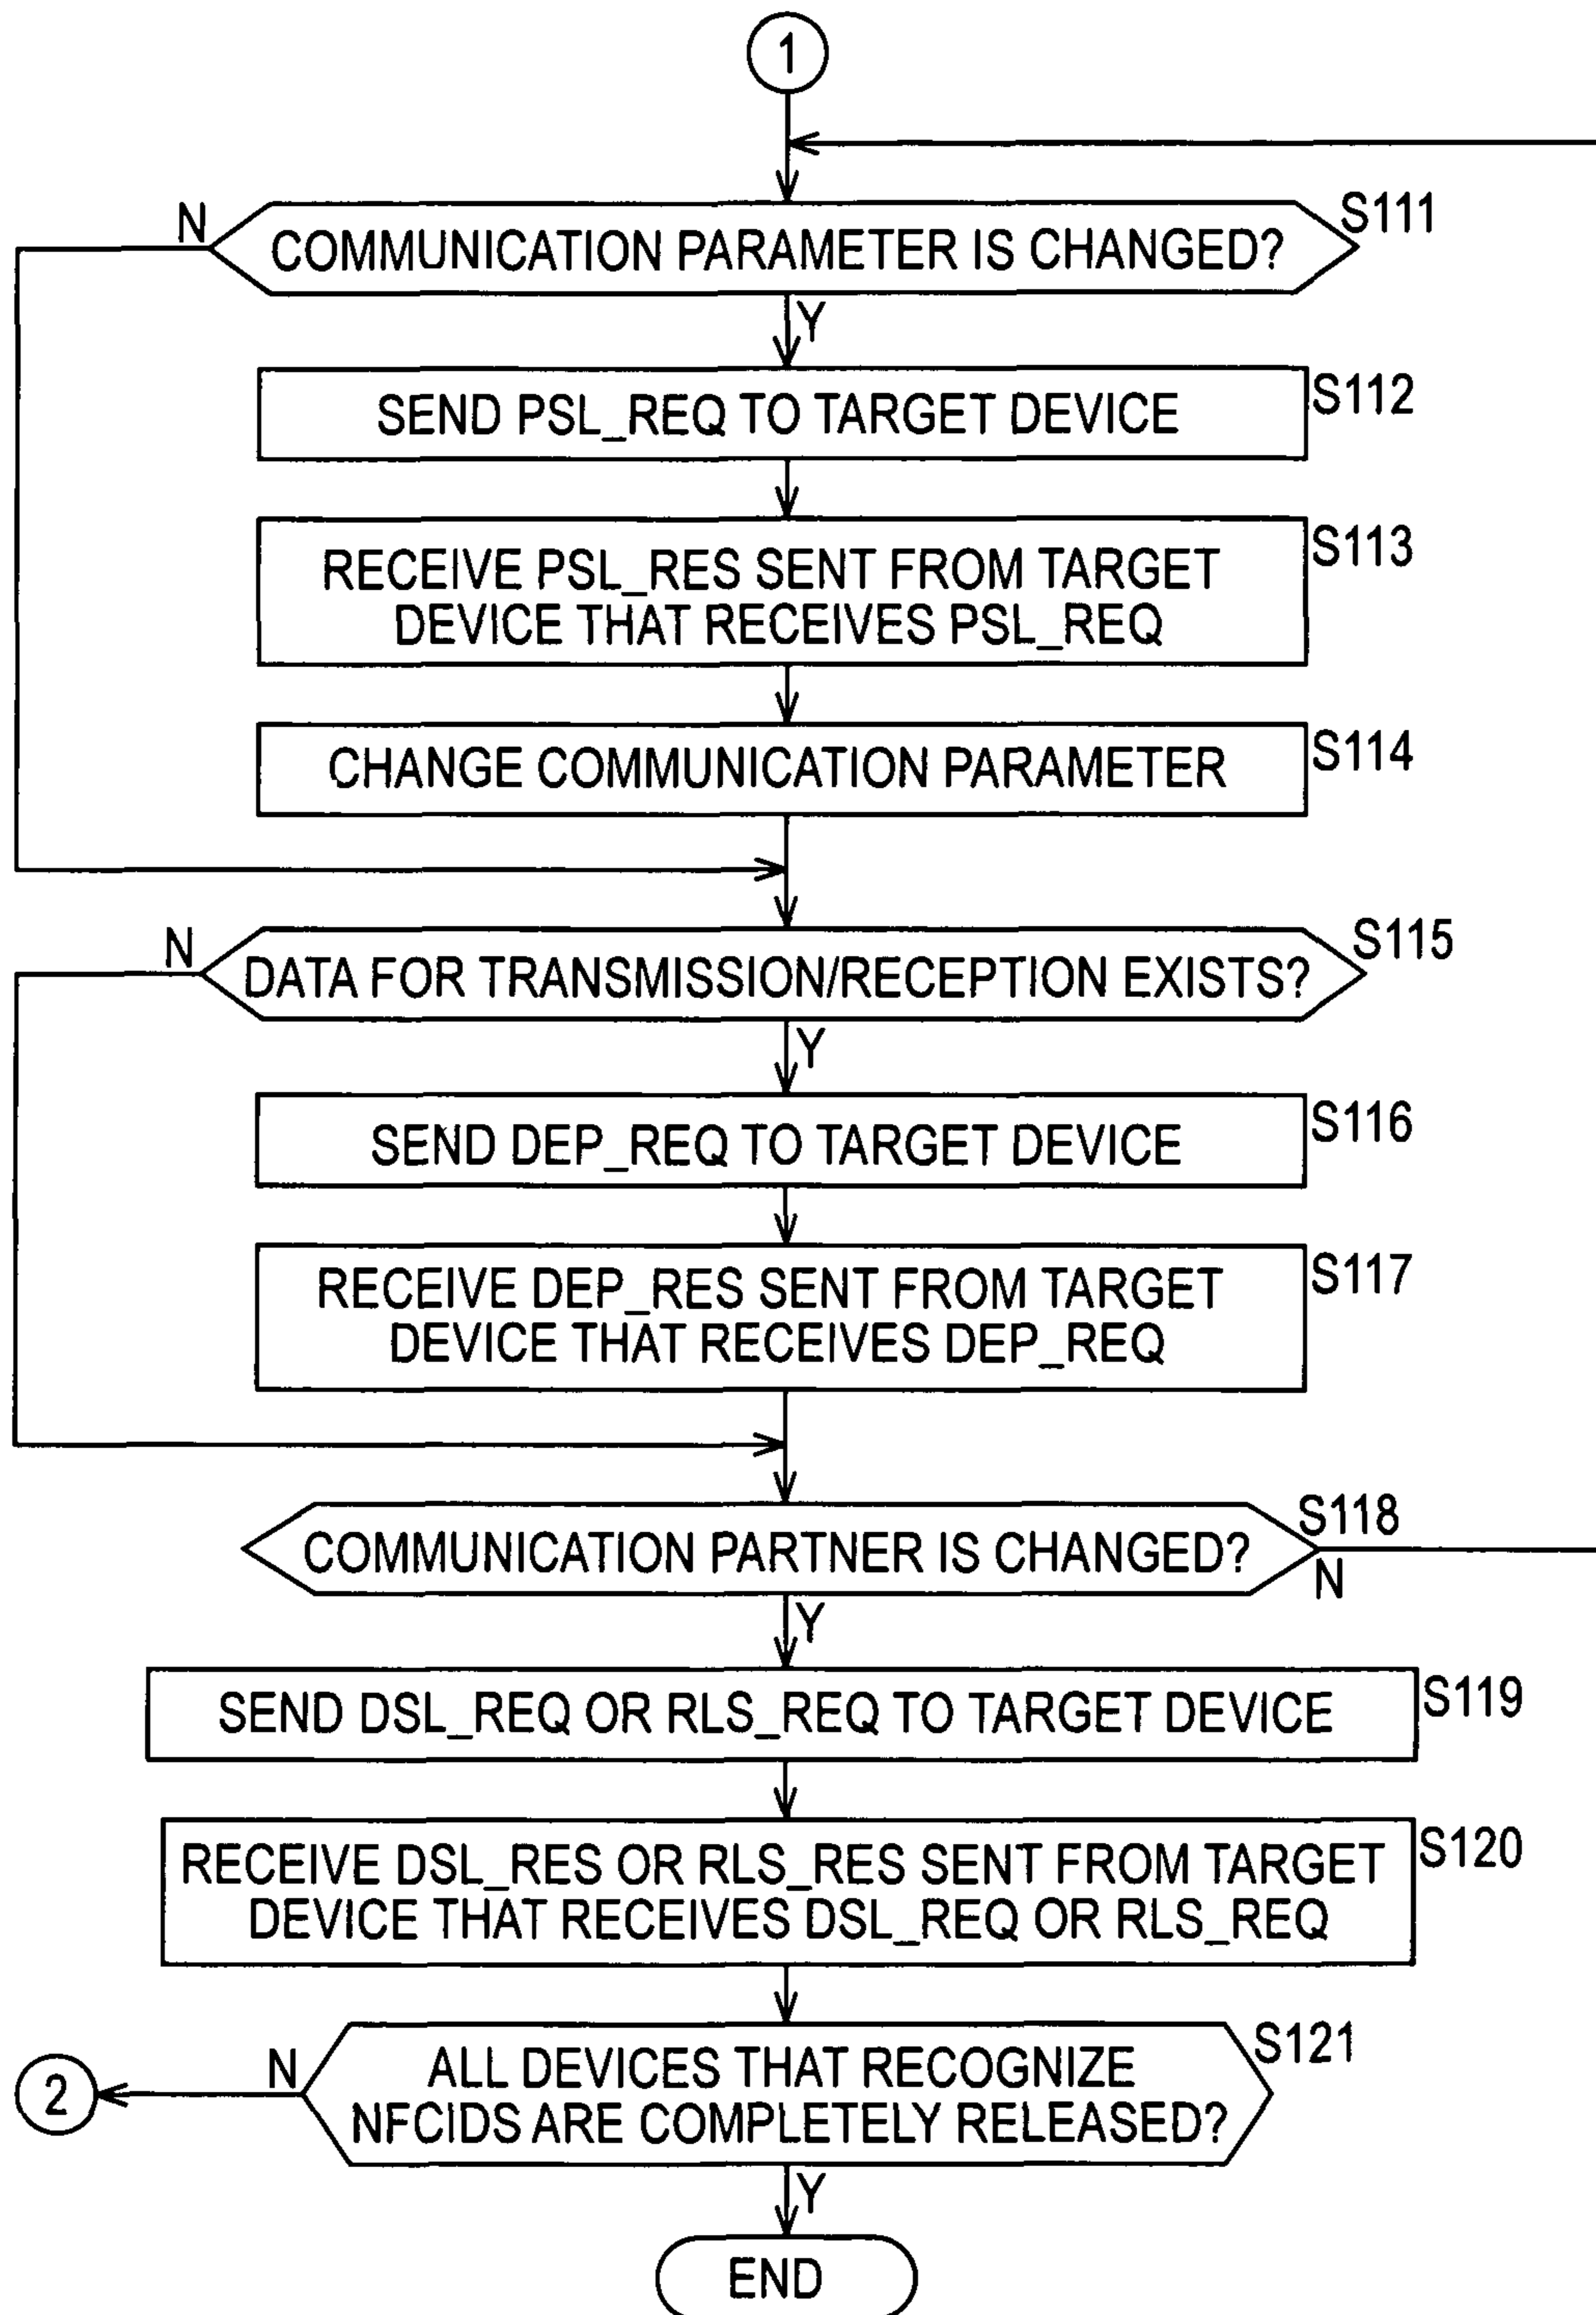 1
N
COMMUNICATION PARAMETER IS CHANGED?
S111
Y
SEND PSL_REQ TO TARGET DEVICE
S112
RECEIVE PSL_RES SENT FROM TARGET
DEVICE THAT RECEIVES PSL_REQ
S113
CHANGE COMMUNICATION PARAMETER
S114
N
DATA FOR TRANSMISSION/RECEPTION EXISTS?
S115
Y
SEND DEP_REQ TO TARGET DEVICE
S116
RECEIVE DEP_RES SENT FROM TARGET
DEVICE THAT RECEIVES DEP_REQ
S117
COMMUNICATION PARTNER IS CHANGED?
S118
N
Y
SEND DSL_REQ OR RLS_REQ TO TARGET DEVICE
S119
RECEIVE DSL_RES OR RLS_RES SENT FROM TARGET
DEVICE THAT RECEIVES DSL_REQ OR RLS_REQ
S120
2
N
ALL DEVICES THAT RECOGNIZE
NFCIDS ARE COMPLETELY RELEASED?
S121
Y
END